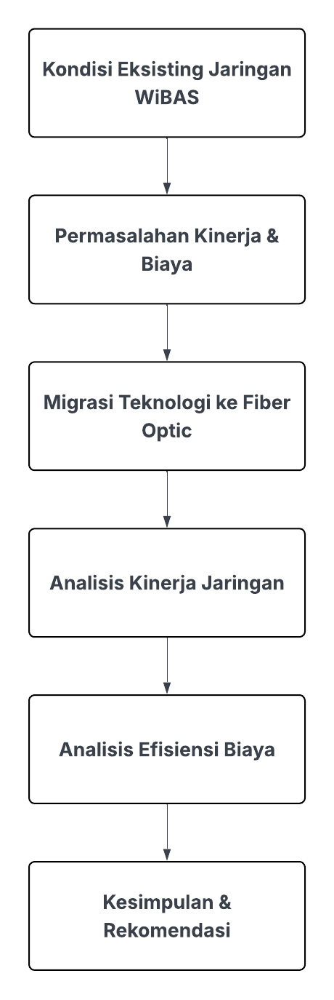 Kondisi Eksisting Jaringan
WiBAS
Permasalahan Kinerja &
Biaya
Migrasi Teknologi ke Fiber
Optic
Analisis Kinerja Jaringan
Analisis Efisiensi Biaya
Kesimpulan &
Rekomendasi